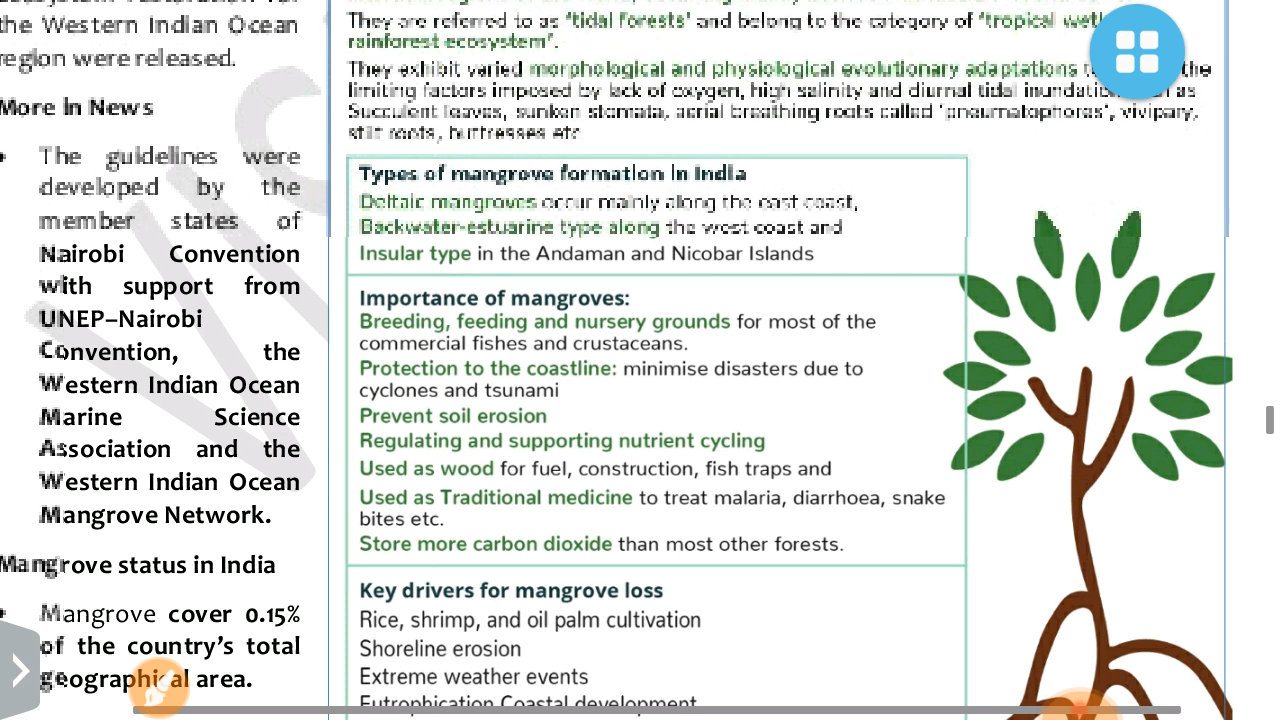 the Western Indian Ocean
region were released.
More in News
The guidelines were
developed by the
member states of
Nairobi Convention
with support from
UNEP–Nairobi
Convention, the
Western Indian Ocean
Marine Science
Association and the
Western Indian Ocean
Mangrove Network.
Mangrove status in India
Mangrove cover 0.15%
of the country's total
geographical area.
They are referred to as 'tidal forests' and belong to the category of 'tropical wetland
rainforest ecosystem'.
They exhibit varied morphological and physiological evolutionary adaptations to the
limiting factors imposed by lack of oxygen, high salinity and diurnal tidal inundation as
Succulent leaves, sunken stomata, aerial breathing roots called 'pneumatophores', vivipary,
stilt roots, buttresses etc
Types of mangrove formation in India
Deltaic mangroves occur mainly along the east coast,
Backwater-estuarine type along the west coast and
Insular type in the Andaman and Nicobar Islands
Importance of mangroves:
Breeding, feeding and nursery grounds for most of the
commercial fishes and crustaceans.
Protection to the coastline: minimise disasters due to
cyclones and tsunami
Prevent soil erosion
Regulating and supporting nutrient cycling
Used as wood for fuel, construction, fish traps and
Used as Traditional medicine to treat malaria, diarrhoea, snake
bites etc.
Store more carbon dioxide than most other forests.
Key drivers for mangrove loss
Rice, shrimp, and oil palm cultivation
Shoreline erosion
Extreme weather events
Eutrophication Coastal development